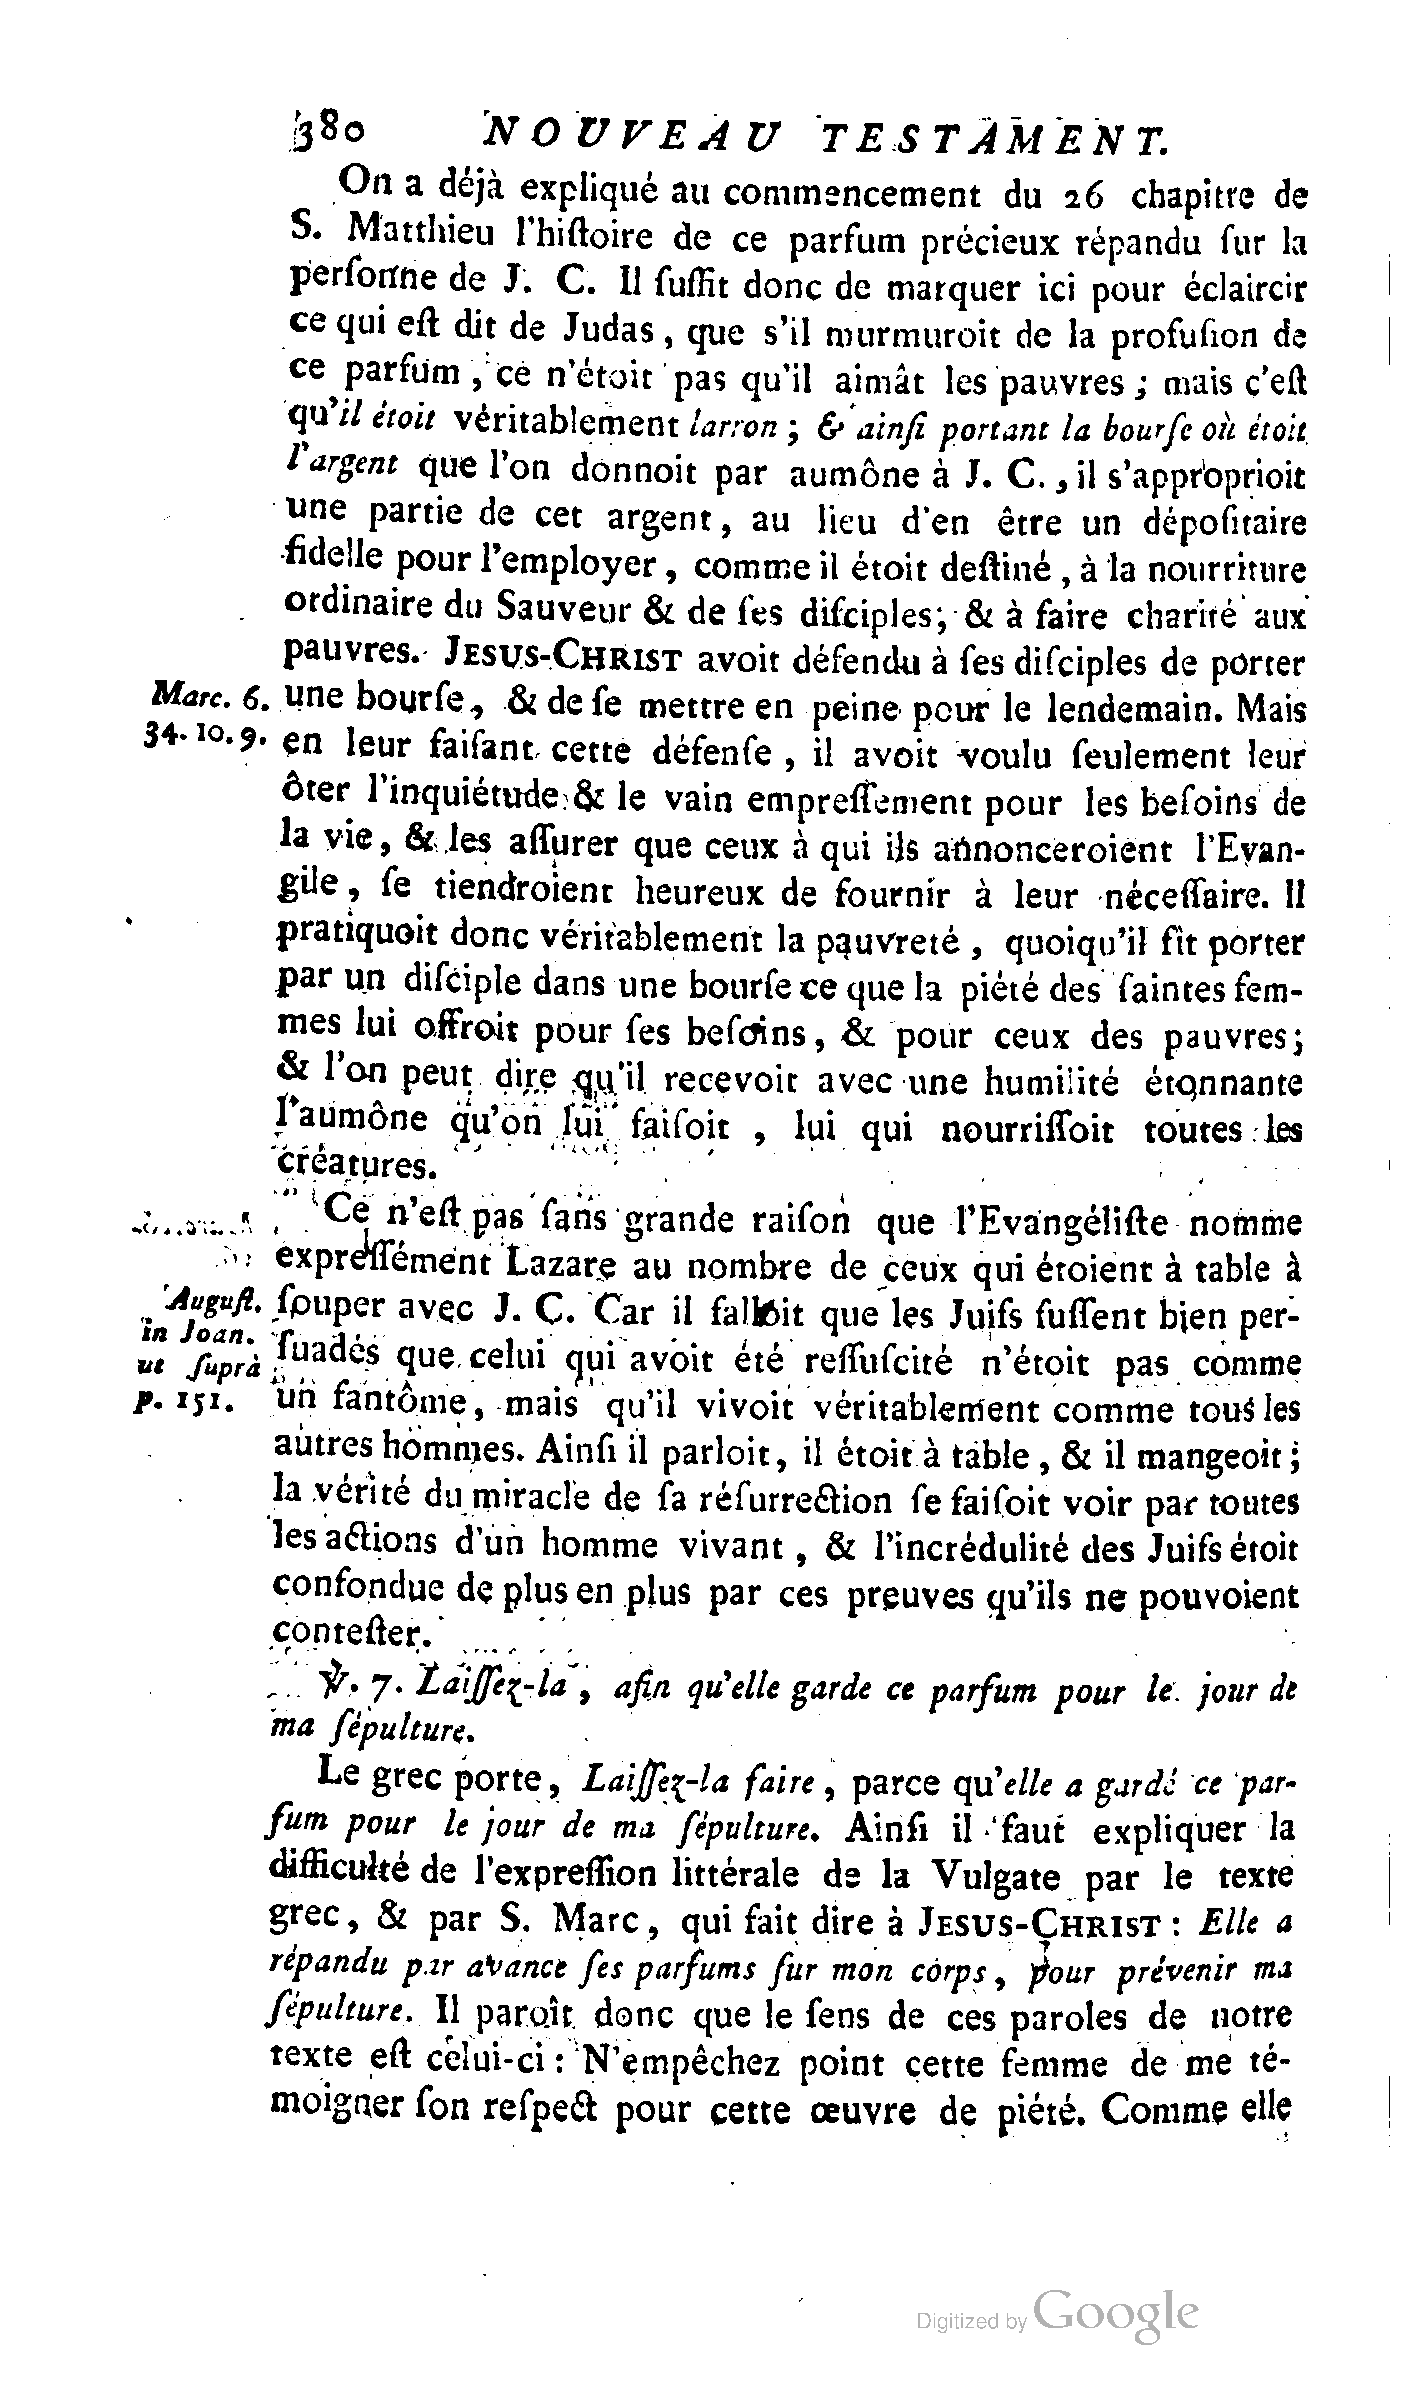 380 NOUVEAU TESTAMENT.
On a déjà expliqué au commencement du 26 chapitre de
S. Matthieu l'hiſtoire de ce parfum précieux répandu ſur la
perſonne de J. C. Il ſuffit donc de marquer ici pour éclaircir
ce qui eſt dit de Judas, que s'il murmuroit de la profuſion de
ce parfum, ce n'étoit pas qu'il aimât les pauvres; mais c'eſt
qu'il étoit véritablement larron; & ainſi portant la bourſe où étoit
l'argent que l'on donnoit par aumône à J. C., il s'approprioit
une partie de cet argent, au lieu d'en être un dépoſitaire
fidelle pour l'employer, comme il étoit deſtiné, à la nourriture
ordinaire du Sauveur & de ſes diſciples; & à faire charité aux
pauvres. JESUS-CHRIST avoit défendu à ſes diſciples de porter
Marc. 6. une bourſe, & de ſe mettre en peine pour le lendemain. Mais
34. 10. 9. en leur faiſant cette défenſe, il avoit voulu ſeulement leur
ôter l'inquiétude & le vain empreſſement pour les beſoins de
la vie, & les aſſurer que ceux à qui ils annonceroient l'Evan-
gile, ſe tiendroient heureux de fournir à leur néceſſaire. Il
pratiquoit donc véritablement la pauvreté, quoiqu'il fît porter
par un diſciple dans une bourſe ce que la piété des ſaintes fem-
mes lui offroit pour ſes beſoins, & pour ceux des pauvres;
& l'on peut dire qu'il recevoit avec une humilité étonnante
l'aumône qu'on lui faiſoit, lui qui nourriſſoit toutes les
créatures.
Ce n'eſt pas ſans grande raiſon que l'Evangéliſte nomme
expreſſément Lazare au nombre de ceux qui étoient à table à
Auguſt. ſouper avec J. C. Car il falloit que les Juifs fuſſent bien per-
in Joan. ſuadés que celui qui avoit été reſſuſcité n'étoit pas comme
ut ſuprà
p. 151. un fantôme, mais qu'il vivoit véritablement comme tous les
autres hommes. Ainſi il parloit, il étoit à table, & il mangeoit;
la vérité du miracle de ſa réſurrection ſe faiſoit voir par toutes
les actions d'un homme vivant, & l'incrédulité des Juifs étoit
confondue de plus en plus par ces preuves qu'ils ne pouvoient
conteſter.
℣. 7. Laiſſez-la, afin qu'elle garde ce parfum pour le jour de
ma ſépulture.
Le grec porte, Laiſſez-la faire, parce qu'elle a gardé ce par-
fum pour le jour de ma ſépulture. Ainſi il faut expliquer la
difficulté de l'expreſſion littérale de la Vulgate par le texte
grec, & par S. Marc, qui fait dire à JESUS-CHRIST : Elle a
répandu par avance ſes parfums ſur mon corps, pour prévenir ma
ſépulture. Il paroît donc que le ſens de ces paroles de notre
texte eſt celui-ci : N'empêchez point cette femme de me té-
moigner ſon reſpect pour cette œuvre de piété. Comme elle
Digitized by Google